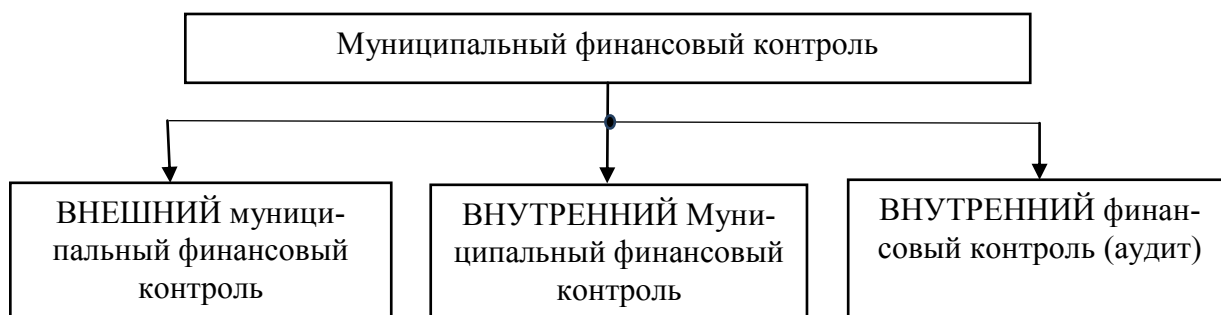 Муниципальный финансовый контроль
ВНЕШНИЙ муници-
пальный финансовый
контроль
ВНУТРЕННИЙ Муни-
ципальный финансовый
контроль
ВНУТРЕННИЙ финан-
совый контроль (аудит)